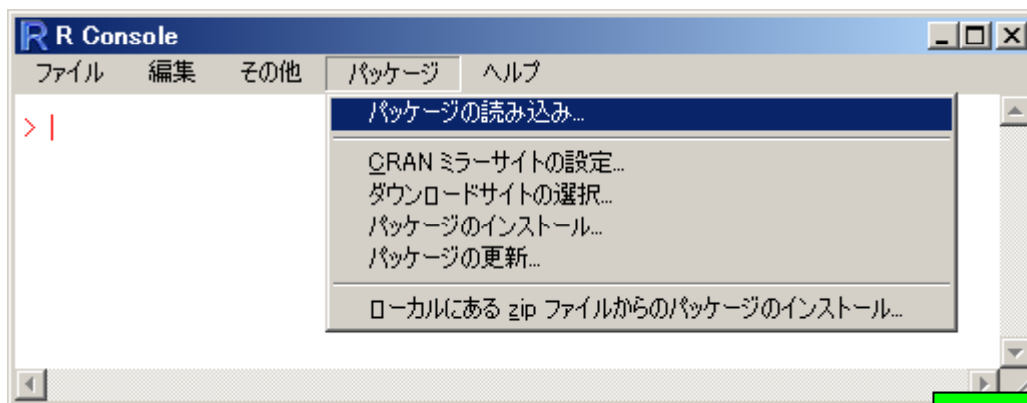 R Console
ファイル 編集 その他 パッケージ ヘルプ
パッケージの読み込み...
>
CRAN ミラーサイトの設定...
ダウンロードサイトの選択...
パッケージのインストール...
パッケージの更新...
ローカルにある zip ファイルからのパッケージのインストール...